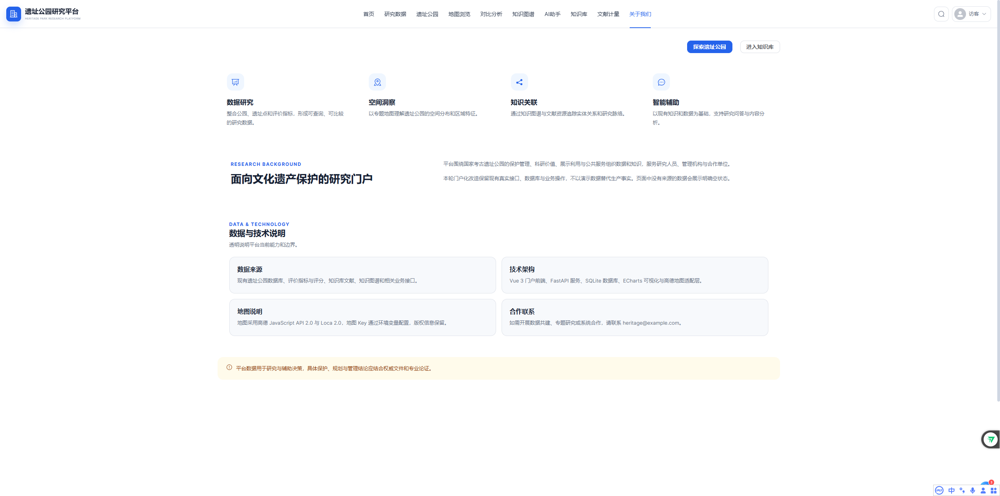 遗址公园研究平台
HERITAGE PARK RESEARCH PLATFORM
首页 研究数据 遗址公园 地图浏览 对比分析 知识图谱 AI助手 知识库 文献计量 关于我们
访客
探索遗址公园 进入知识库
数据研究
整合公园、遗址点和评价指标，形成可查询、可比较
的研究数据。
空间洞察
以专题地图理解遗址公园的空间分布和区域特征。
知识关联
通过知识图谱与文献资源追踪实体关系和研究脉络。
智能辅助
以现有知识和数据为基础，支持研究问答与内容分
析。
RESEARCH BACKGROUND
面向文化遗产保护的研究门户
平台围绕国家考古遗址公园的保护管理、科研价值、展示利用与公共服务组织数据和知识，服务研究人员、管理机构与合作单位。
本轮门户化改造保留现有真实接口、数据库与业务操作，不以演示数据替代生产事实。页面中没有来源的数据会展示明确空状态。
DATA & TECHNOLOGY
数据与技术说明
透明说明平台当前能力和边界。
数据来源
现有遗址公园数据库、评价指标与评分、知识库文献、知识图谱和相关业务接口。
技术架构
Vue 3 门户前端、FastAPI 服务、SQLite 数据库、ECharts 可视化与高德地图适配层。
地图说明
地图采用高德 JavaScript API 2.0 与 Loca 2.0，地图 Key 通过环境变量配置，版权信息保留。
合作联系
如需开展数据共建、专题研究或系统合作，请联系 heritage@example.com。
平台数据用于研究与辅助决策，具体保护、规划与管理结论应结合权威文件和专业论证。
3
iFLY 中